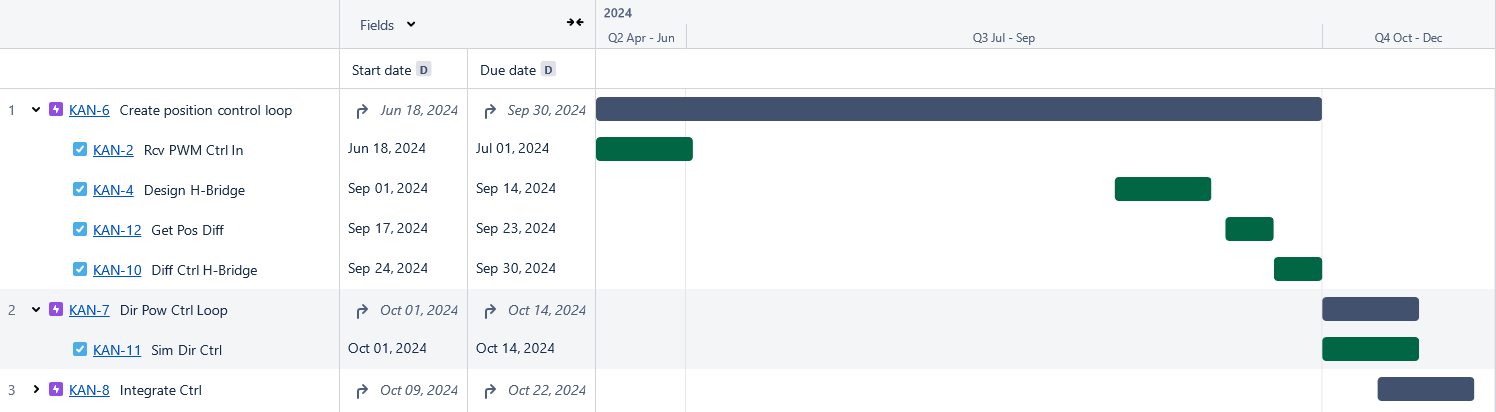 2024
Fields
Q2 Apr - Jun Q3 Jul - Sep Q4 Oct - Dec
Start date D Due date D
1 KAN-6 Create position control loop Jun 18, 2024 Sep 30, 2024
KAN-2 Rcv PWM Ctrl In Jun 18, 2024 Jul 01, 2024
KAN-4 Design H-Bridge Sep 01, 2024 Sep 14, 2024
KAN-12 Get Pos Diff Sep 17, 2024 Sep 23, 2024
KAN-10 Diff Ctrl H-Bridge Sep 24, 2024 Sep 30, 2024
2 KAN-7 Dir Pow Ctrl Loop Oct 01, 2024 Oct 14, 2024
KAN-11 Sim Dir Ctrl Oct 01, 2024 Oct 14, 2024
3 KAN-8 Integrate Ctrl Oct 09, 2024 Oct 22, 2024